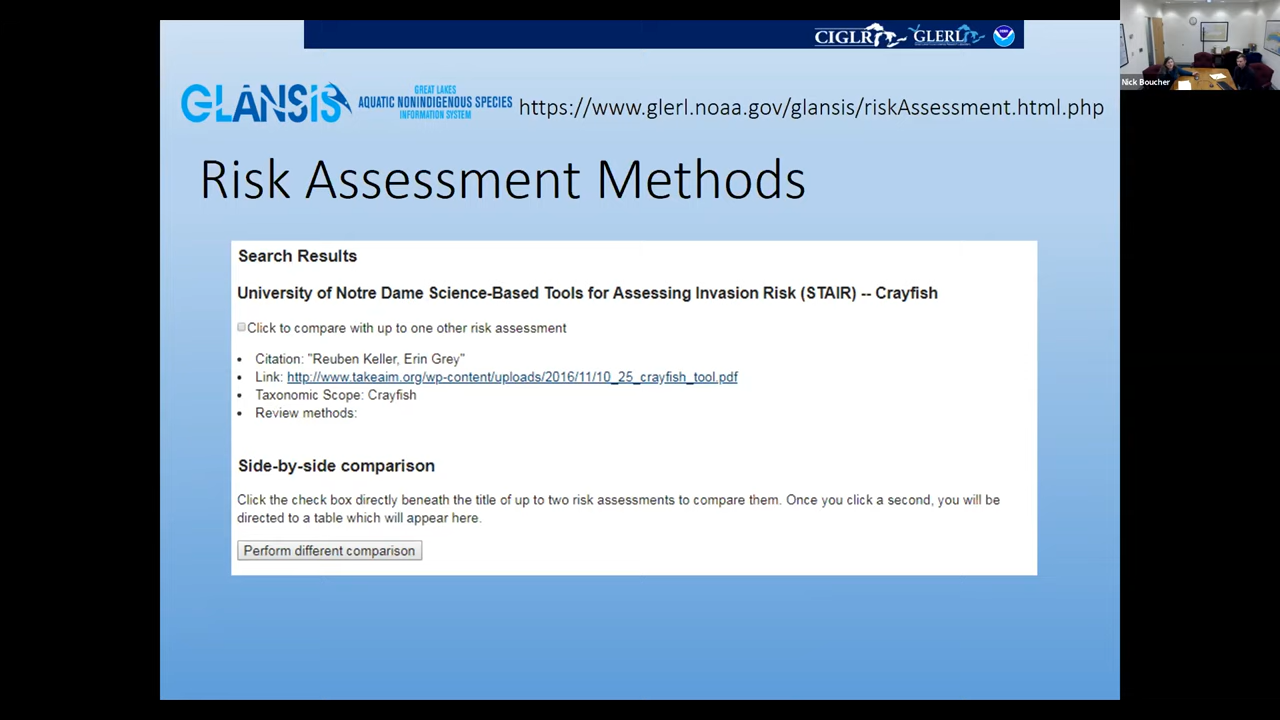 CIGLR GLERL
Nick Boucher
GLANSIS
GREAT LAKES
AQUATIC NONINDIGENOUS SPECIES
INFORMATION SYSTEM
https://www.glerl.noaa.gov/glansis/riskAssessment.html.php
Risk Assessment Methods
Search Results
University of Notre Dame Science-Based Tools for Assessing Invasion Risk (STAIR) -- Crayfish
Click to compare with up to one other risk assessment
• Citation: "Reuben Keller, Erin Grey"
• Link: http://www.takeaim.org/wp-content/uploads/2016/11/10_25_crayfish_tool.pdf
• Taxonomic Scope: Crayfish
• Review methods:
Side-by-side comparison
Click the check box directly beneath the title of up to two risk assessments to compare them. Once you click a second, you will be
directed to a table which will appear here.
Perform different comparison